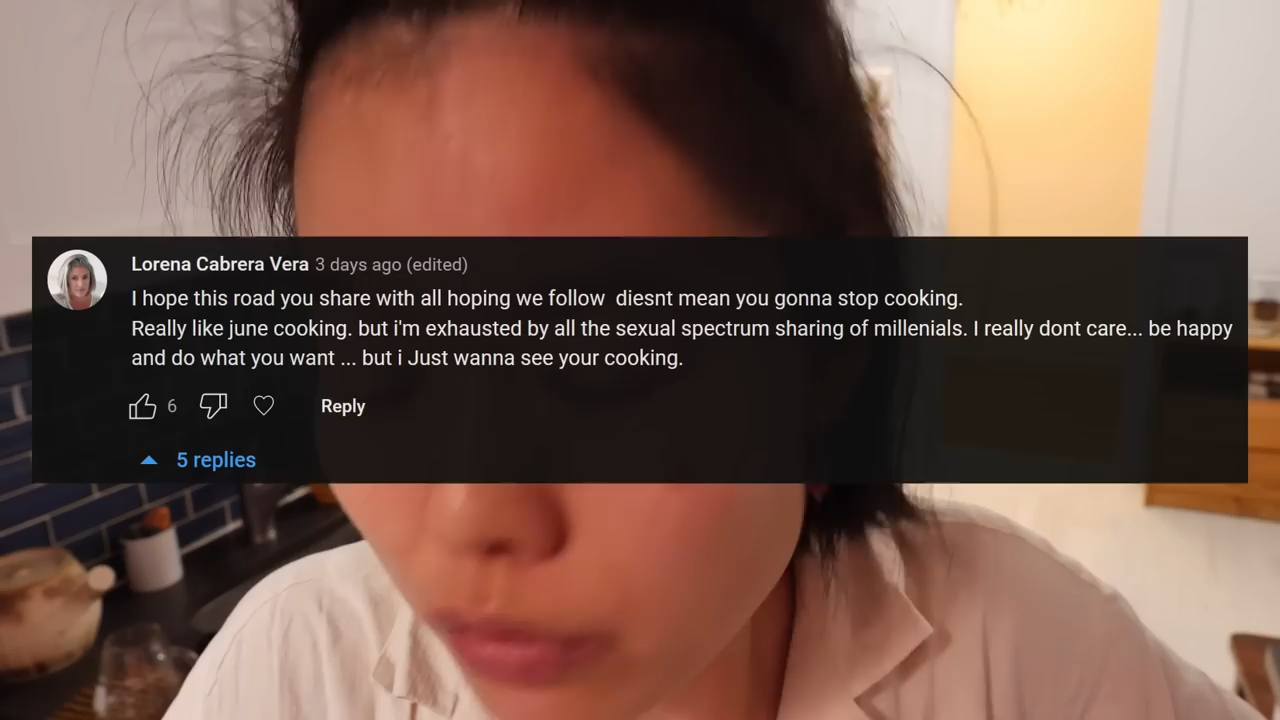 Lorena Cabrera Vera 3 days ago (edited)
I hope this road you share with all hoping we follow  diesnt mean you gonna stop cooking.
Really like june cooking. but i'm exhausted by all the sexual spectrum sharing of millenials. I really dont care... be happy
and do what you want ... but i Just wanna see your cooking.
6 Reply
5 replies